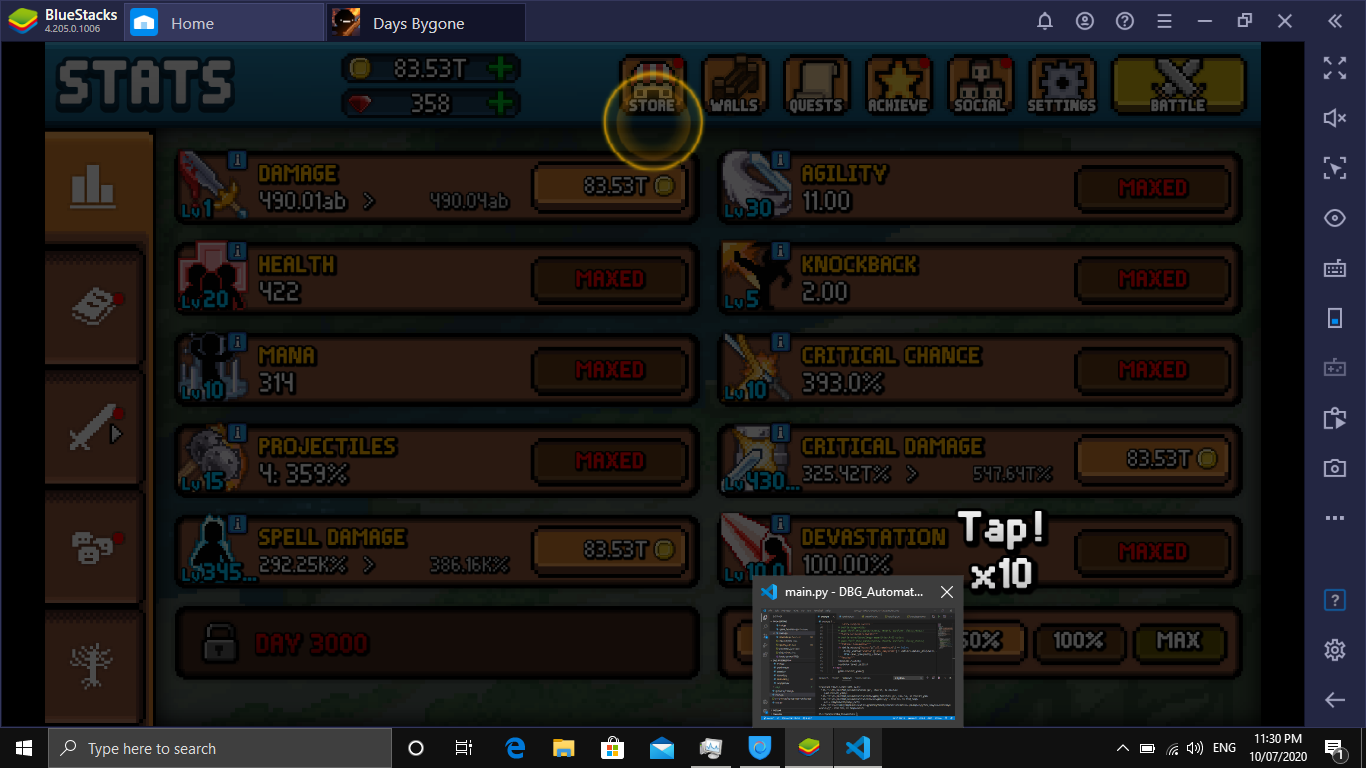 BlueStacks
4.205.0.1006
Home
Days Bygone
STATS
83.53T
358
STORE
WALLS
QUESTS
ACHIEVE
SOCIAL
SETTINGS
BATTLE
DAMAGE
490.01ab > 490.04ab
Lv1
83.53T
AGILITY
11.00
Lv30
MAXED
HEALTH
422
Lv20
MAXED
KNOCKBACK
2.00
Lv5
MAXED
MANA
314
Lv10
MAXED
CRITICAL CHANCE
393.0%
Lv10
MAXED
PROJECTILES
4: 359%
Lv15
MAXED
CRITICAL DAMAGE
325.42T% > 547.64T%
Lv430...
83.53T
SPELL DAMAGE
292.25K% > 386.16K%
Lv345...
83.53T
DEVASTATION
100.00%
Lv10.0
MAXED
Tap!
x10
DAY 3000
50%
100%
MAX
main.py - DBG_Automat...
Type here to search
ENG
11:30 PM
10/07/2020
1